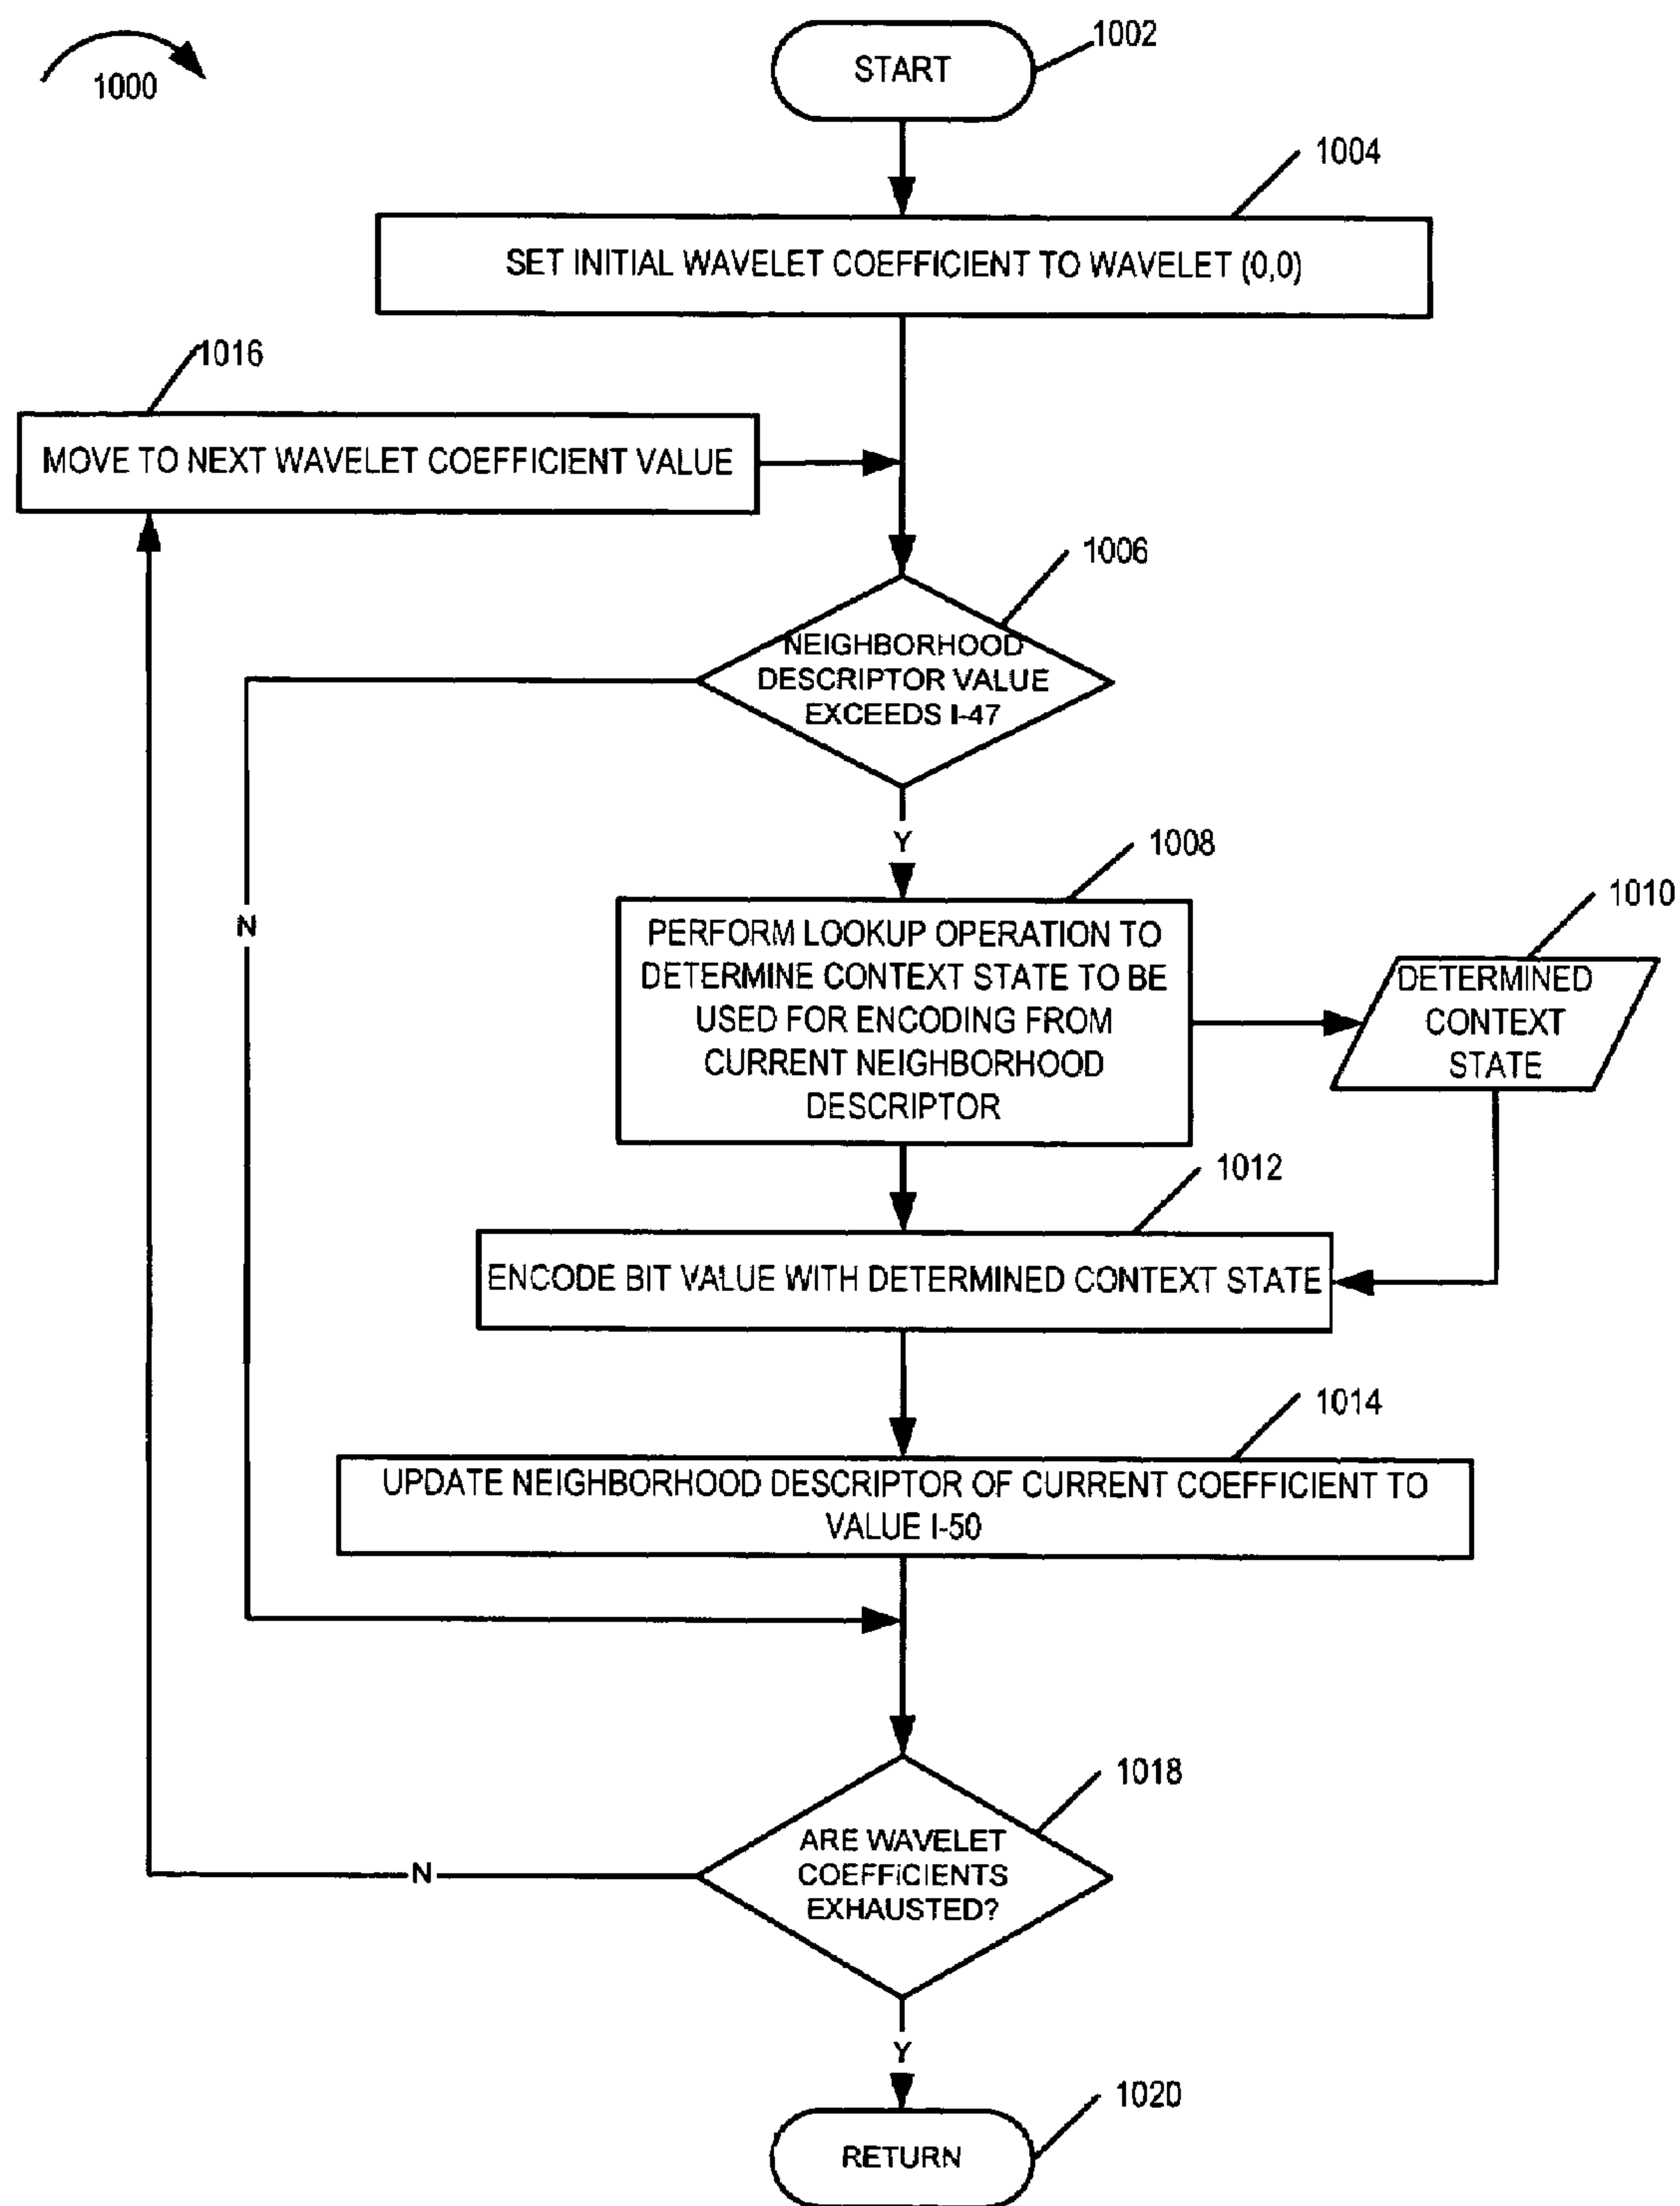 1002
START
1000
1004
SET INITIAL WAVELET COEFFICIENT TO WAVELET (0,0)
1016
MOVE TO NEXT WAVELET COEFFICIENT VALUE
1006
NEIGHBORHOOD
DESCRIPTOR VALUE
EXCEEDS I-47
Y
1008
N
1010
PERFORM LOOKUP OPERATION TO
DETERMINE CONTEXT STATE TO BE
USED FOR ENCODING FROM
CURRENT NEIGHBORHOOD
DESCRIPTOR
DETERMINED
CONTEXT
STATE
1012
ENCODE BIT VALUE WITH DETERMINED CONTEXT STATE
1014
UPDATE NEIGHBORHOOD DESCRIPTOR OF CURRENT COEFFICIENT TO
VALUE I-50
1018
ARE WAVELET
COEFFICIENTS
EXHAUSTED?
N
Y
1020
RETURN